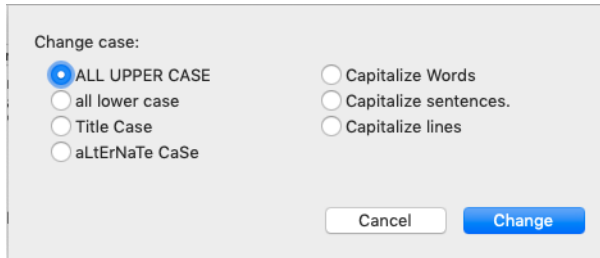 Change case:
ALL UPPER CASE
all lower case
Title Case
aLtErNaTe CaSe
Capitalize Words
Capitalize sentences.
Capitalize lines
Cancel
Change